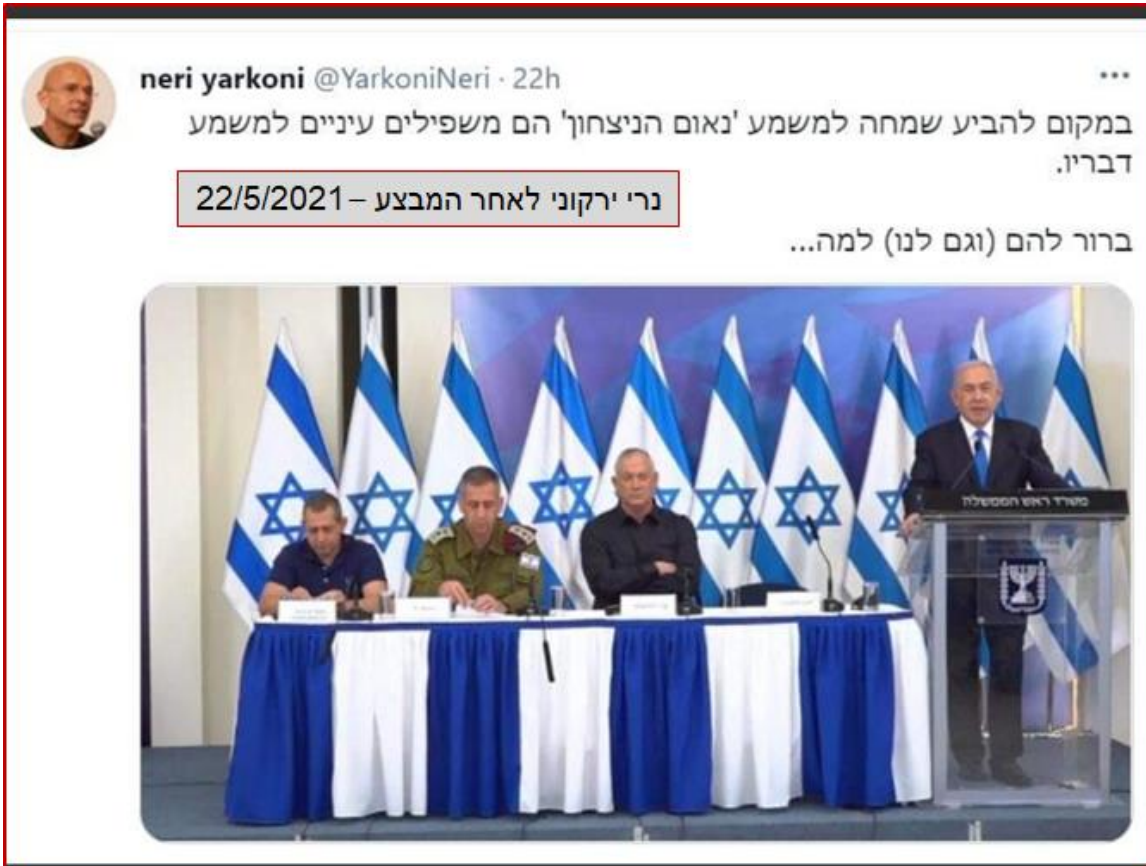 neri yarkoni @YarkoniNeri · 22h
במקום להביע שמחה למשמע 'נאום הניצחון' הם משפילים עיניים למשמע
דבריו.
נרי ירקוני לאחר המבצע – 22/5/2021
ברור להם (וגם לנו) למה...
משרד ראש הממשלה